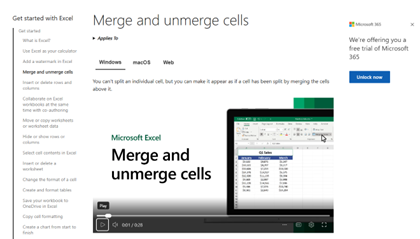 Get started with Excel
Get started
What is Excel?
Use Excel as your calculator
Add a watermark in Excel
Merge and unmerge cells
Insert or delete rows and columns
Collaborate on Excel workbooks at the same time with co-authoring
Move or copy worksheets or worksheet data
Hide or show rows or columns
Select cell contents in Excel
Insert or delete a worksheet
Change the format of a cell
Create and format tables
Save your workbook to OneDrive in Excel
Copy cell formatting
Create a chart from start to finish
Merge and unmerge cells
Applies To
Windows
macOS
Web
You can't split an individual cell, but you can make it appear as if a cell has been split by merging the cells above it.
Microsoft Excel
Merge and
unmerge cells
Play
0:01 / 0:28
Microsoft 365
We're offering you a free trial of Microsoft 365
Unlock now